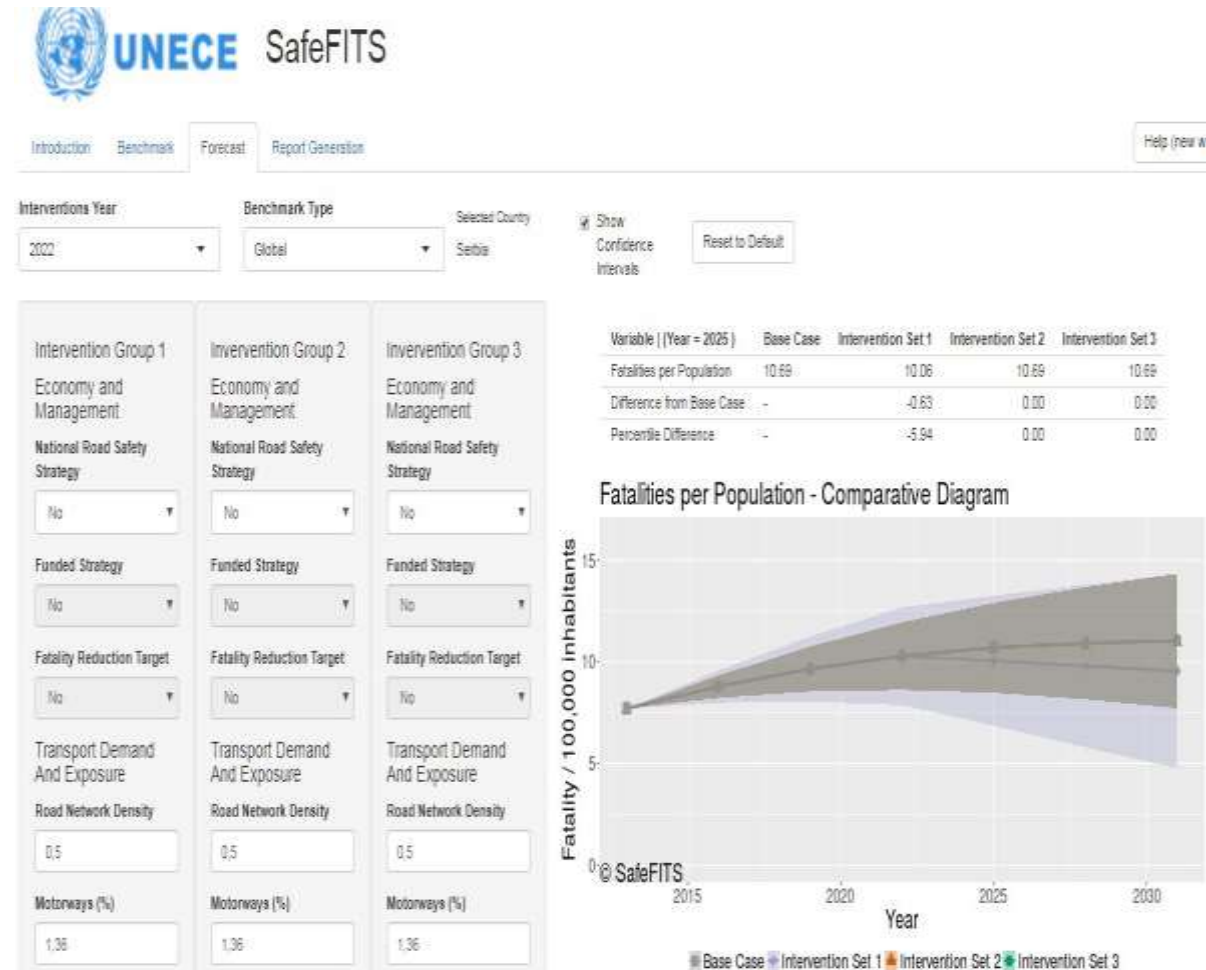 UNECE SafeFITS
Introduction Benchmark Forecast Report Generation
Help (new w
Interventions Year
2022
Benchmark Type
Global
Selected Country
Serbia
Show
Confidence
Intervals
Reset to Default
Intervention Group 1
Economy and
Management
National Road Safety
Strategy
No
Funded Strategy
No
Fatality Reduction Target
No
Transport Demand
And Exposure
Road Network Density
0,5
Motorways (%)
1,36
Invervention Group 2
Economy and
Management
National Road Safety
Strategy
No
Funded Strategy
No
Fatality Reduction Target
No
Transport Demand
And Exposure
Road Network Density
0,5
Motorways (%)
1,36
Invervention Group 3
Economy and
Management
National Road Safety
Strategy
No
Funded Strategy
No
Fatality Reduction Target
No
Transport Demand
And Exposure
Road Network Density
0,5
Motorways (%)
1,36
Variable | (Year = 2025 ) Base Case Intervention Set 1 Intervention Set 2 Intervention Set 3
Fatalities per Population 10.69 10.06 10.69 10.69
Difference from Base Case - -0.63 0.00 0.00
Percentile Difference - -5.94 0.00 0.00
Fatalities per Population - Comparative Diagram
Fatality / 100,000 inhabitants
15
10
5
0
© SafeFITS
2015 2020 2025 2030
Year
Base Case Intervention Set 1 Intervention Set 2 Intervention Set 3